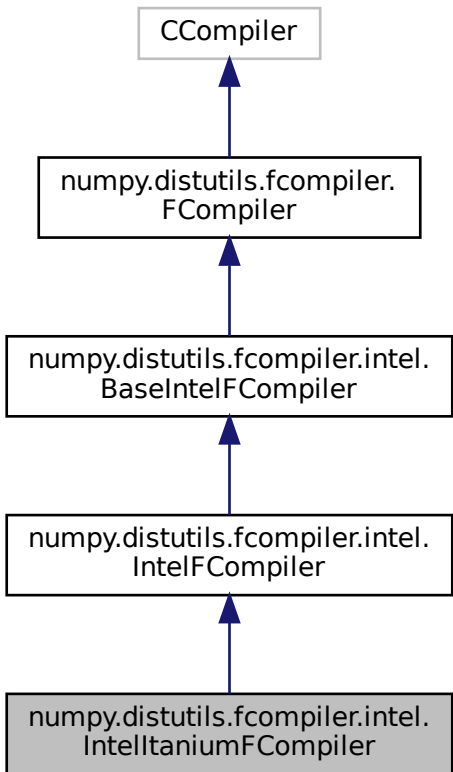 CCompiler
numpy.distutils.fcompiler.
FCompiler
numpy.distutils.fcompiler.intel.
BaseIntelFCompiler
numpy.distutils.fcompiler.intel.
IntelFCompiler
numpy.distutils.fcompiler.intel.
IntelItaniumFCompiler